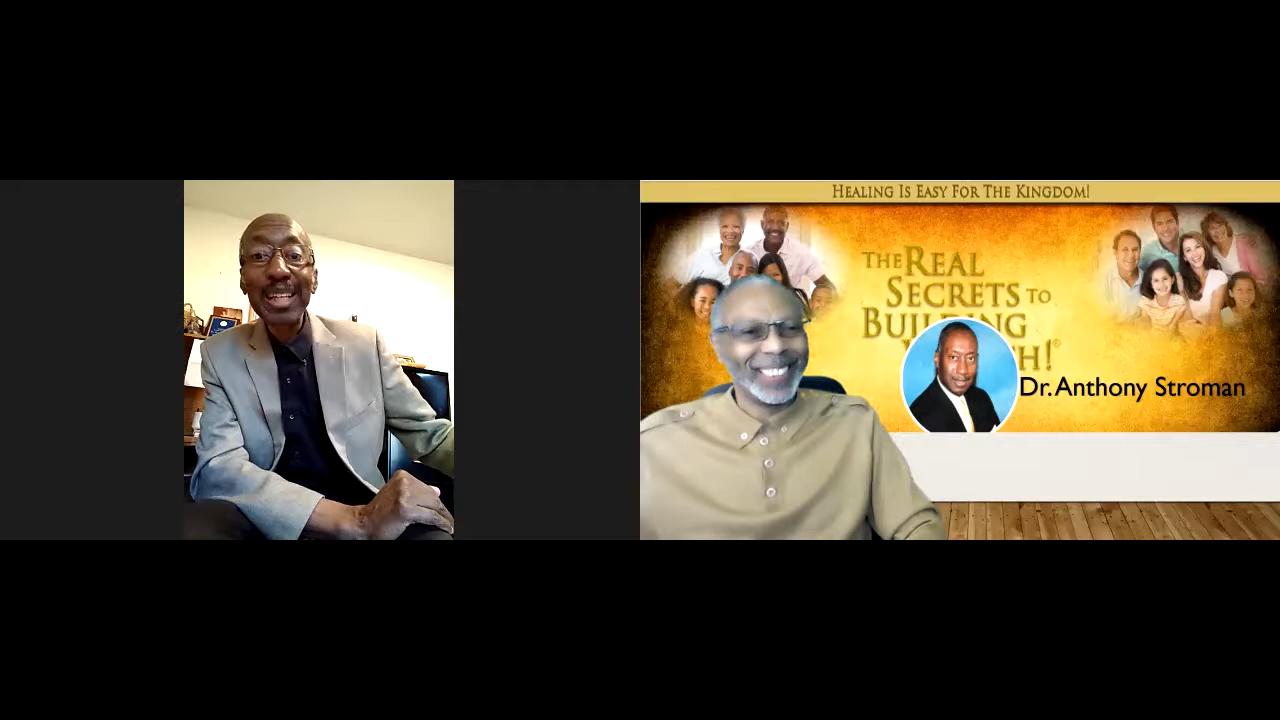 HEALING IS EASY FOR THE KINGDOM!
THE REAL
SECRETS TO
BUILDING
Dr. Anthony Stroman